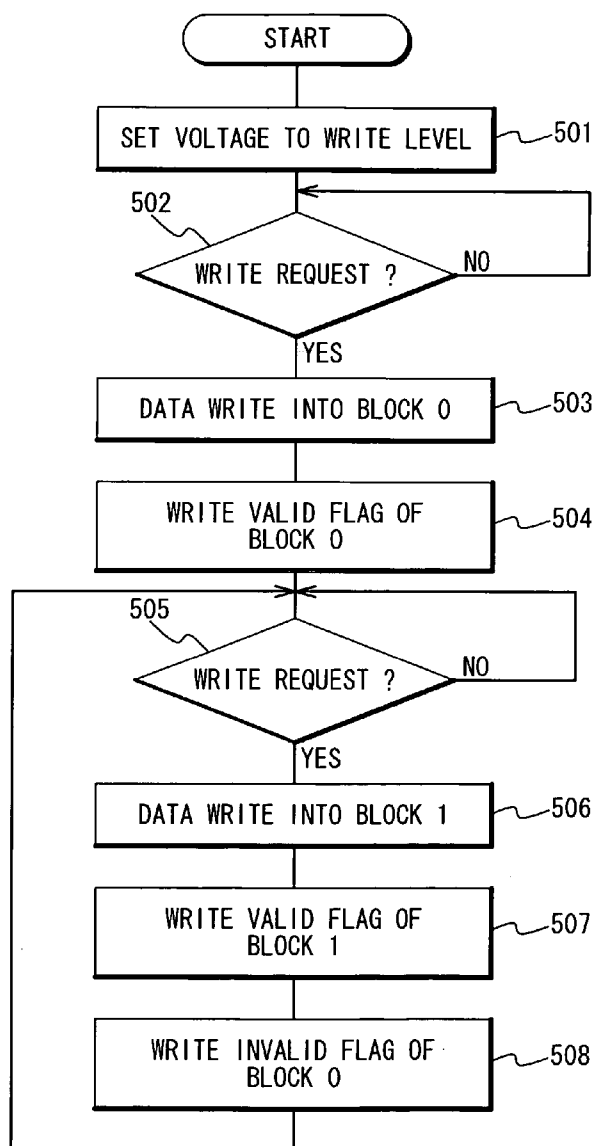 START
SET VOLTAGE TO WRITE LEVEL
501
502
WRITE REQUEST ?
NO
YES
DATA WRITE INTO BLOCK 0
503
WRITE VALID FLAG OF
BLOCK 0
504
505
WRITE REQUEST ?
NO
YES
DATA WRITE INTO BLOCK 1
506
WRITE VALID FLAG OF
BLOCK 1
507
WRITE INVALID FLAG OF
BLOCK 0
508